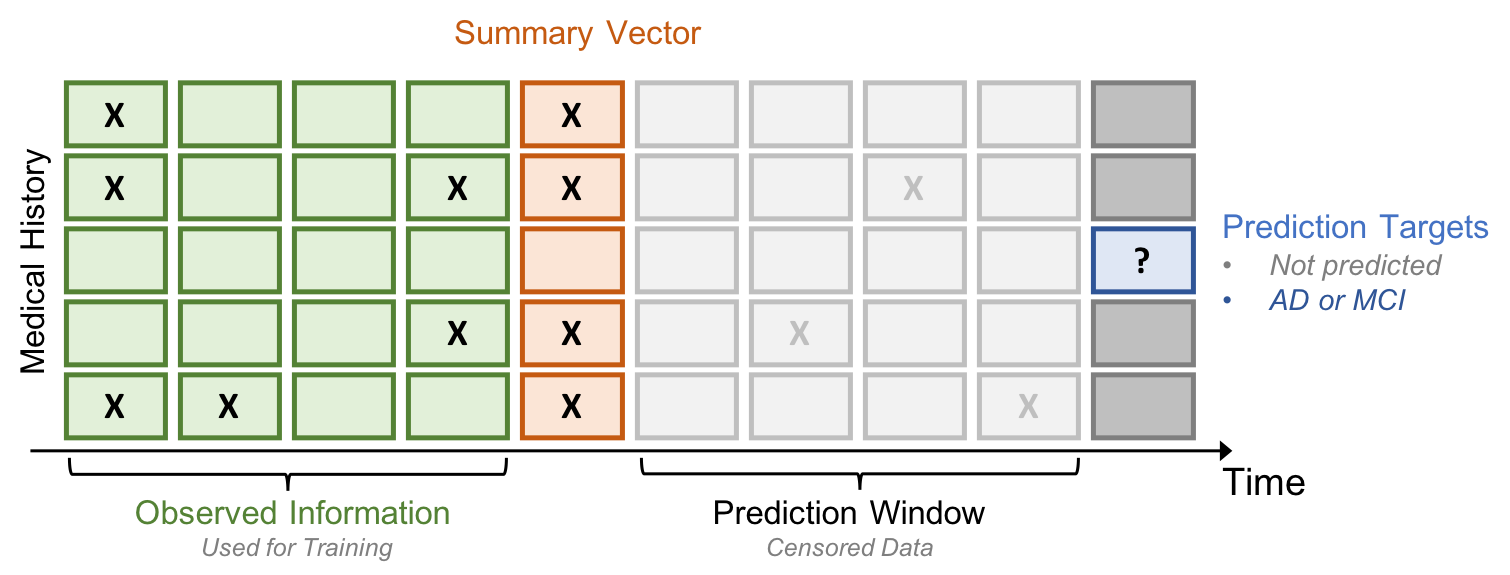 Summary Vector
Medical History
X X
X X X
?
X X
X X X
X
X
X
Prediction Targets
• Not predicted
• AD or MCI
Time
Observed Information
Used for Training
Prediction Window
Censored Data